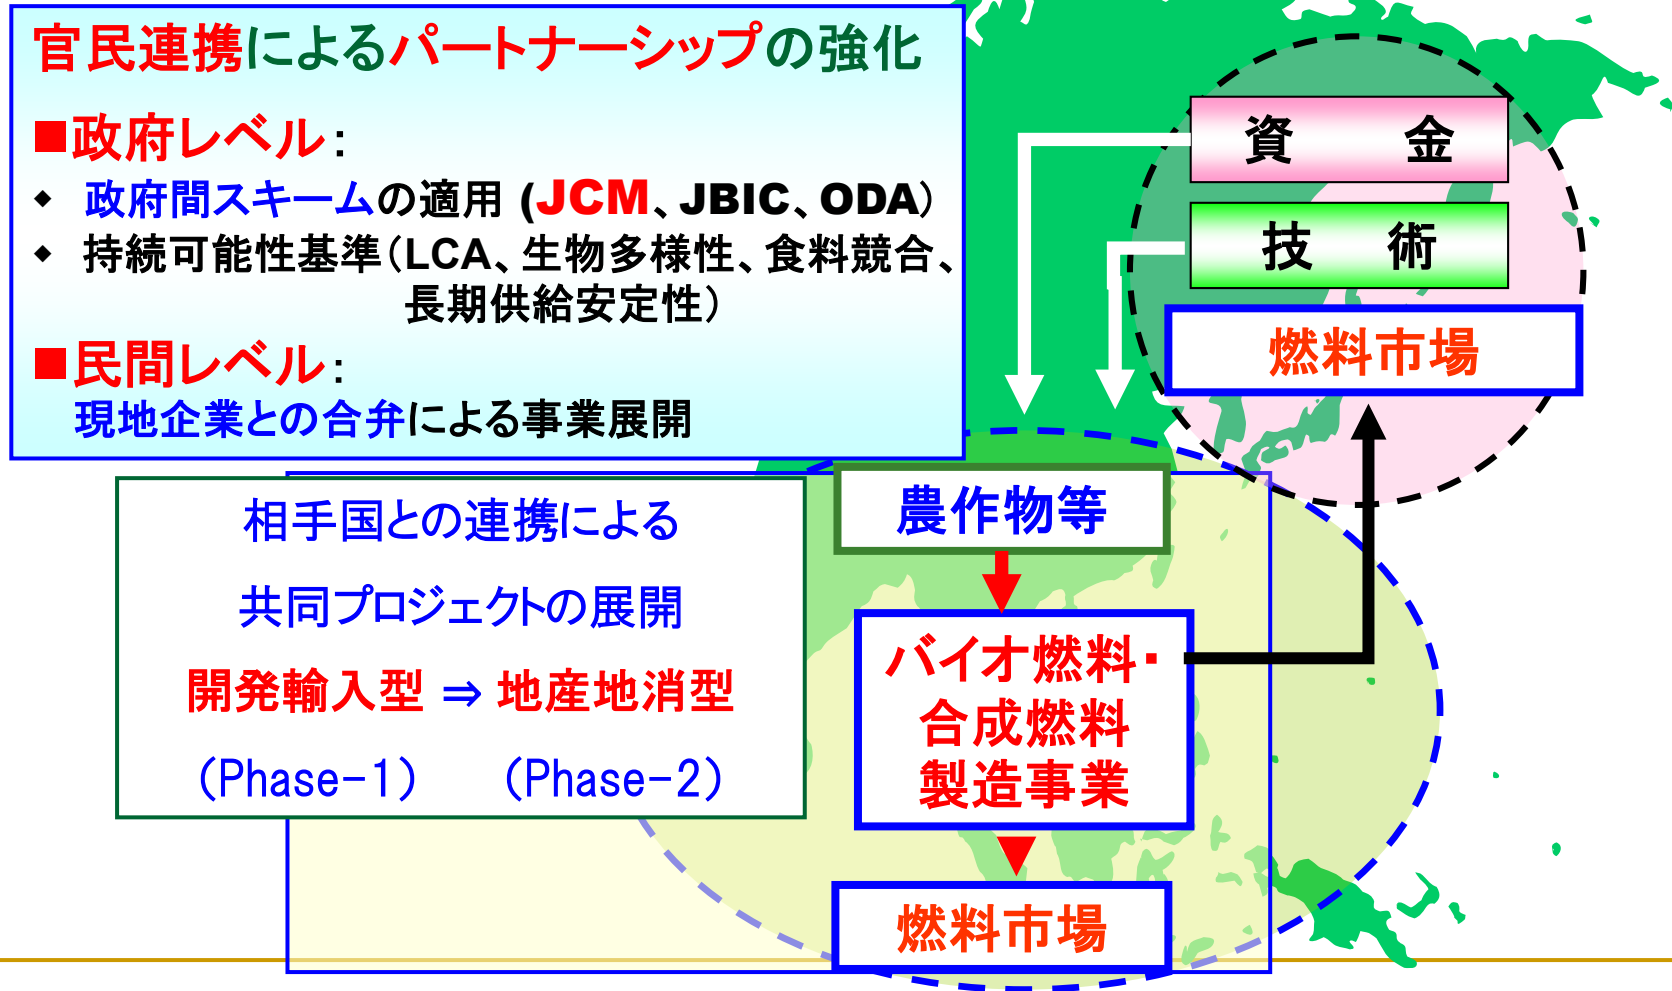 官民連携によるパートナーシップの強化
■政府レベル：
◆ 政府間スキームの適用 (JCM、JBIC、ODA）
◆ 持続可能性基準（LCA、生物多様性、食料競合、
長期供給安定性）
■民間レベル：
現地企業との合弁による事業展開
資 金
技 術
燃料市場
相手国との連携による
共同プロジェクトの展開
開発輸入型 ⇒ 地産地消型
（Phase-1） （Phase-2）
農作物等
バイオ燃料・
合成燃料
製造事業
燃料市場